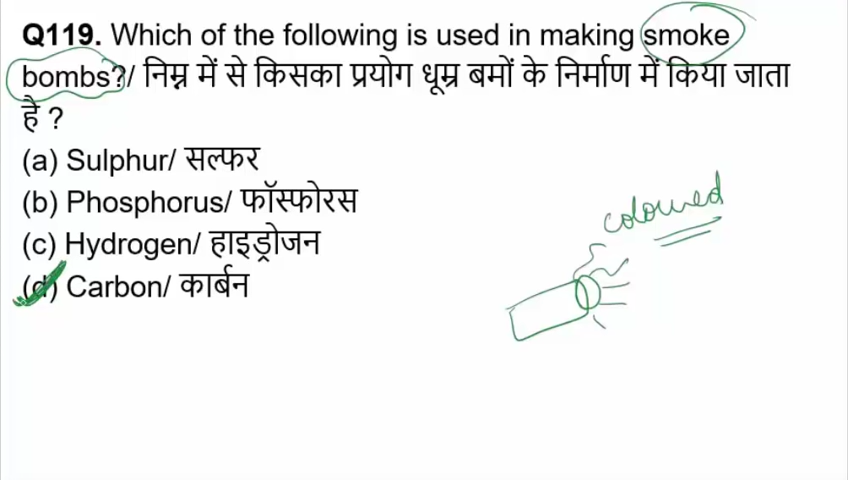 Q119. Which of the following is used in making smoke
bombs?/ निम्न में से किसका प्रयोग धूम्र बमों के निर्माण में किया जाता
है ?
(a) Sulphur/ सल्फर
(b) Phosphorus/ फॉस्फोरस
coloured
(c) Hydrogen/ हाइड्रोजन
(d) Carbon/ कार्बन